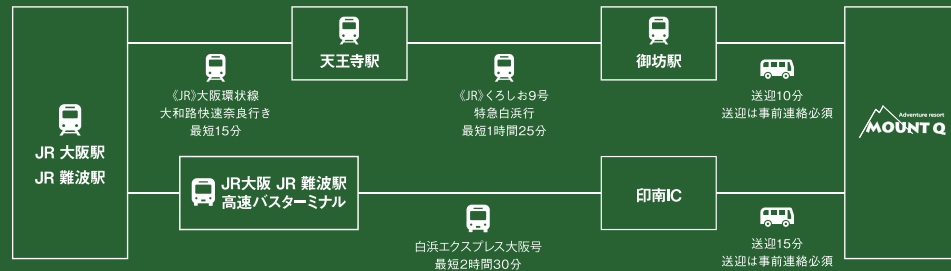 JR 大阪駅
JR 難波駅
《JR》大阪環状線
大和路快速奈良行き
最短15分
天王寺駅
《JR》くろしお9号
特急白浜行
最短1時間25分
御坊駅
送迎10分
送迎は事前連絡必須
JR大阪 JR 難波駅
高速バスターミナル
白浜エクスプレス大阪号
最短2時間30分
印南IC
送迎15分
送迎は事前連絡必須
Adventure resort
MOUNT Q